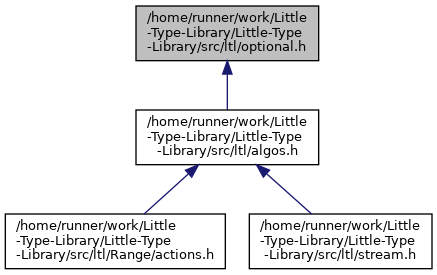 /home/runner/work/Little
-Type-Library/Little-Type
-Library/src/ltl/optional.h
/home/runner/work/Little
-Type-Library/Little-Type
-Library/src/ltl/algos.h
/home/runner/work/Little
-Type-Library/Little-Type
-Library/src/ltl/Range/actions.h
/home/runner/work/Little
-Type-Library/Little-Type
-Library/src/ltl/stream.h